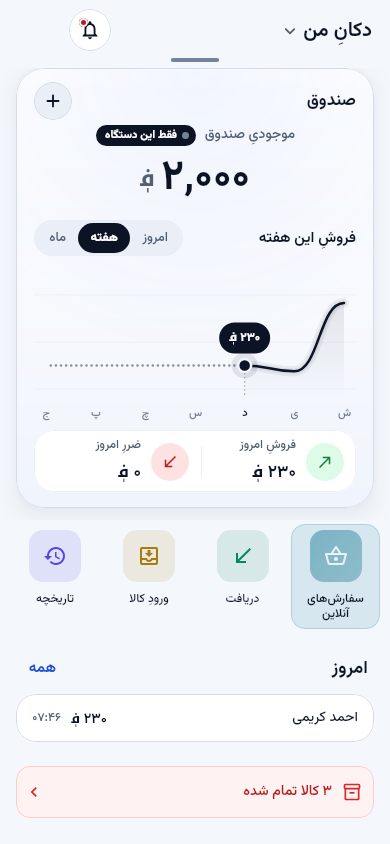 دکانِ من
صندوق
موجودیِ صندوق فقط این دستگاه
۲,۰۰۰ ؋
فروشِ این هفته
امروز هفته ماه
۲۳۰ ؋
ش ی د س چ پ ج
فروشِ امروز
۲۳۰ ؋
ضررِ امروز
۰ ؋
سفارش‌های آنلاین
دریافت
ورودِ کالا
تاریخچه
امروز همه
احمد کریمی ۲۳۰ ؋ ۰۷:۴۶
۳ کالا تمام شده